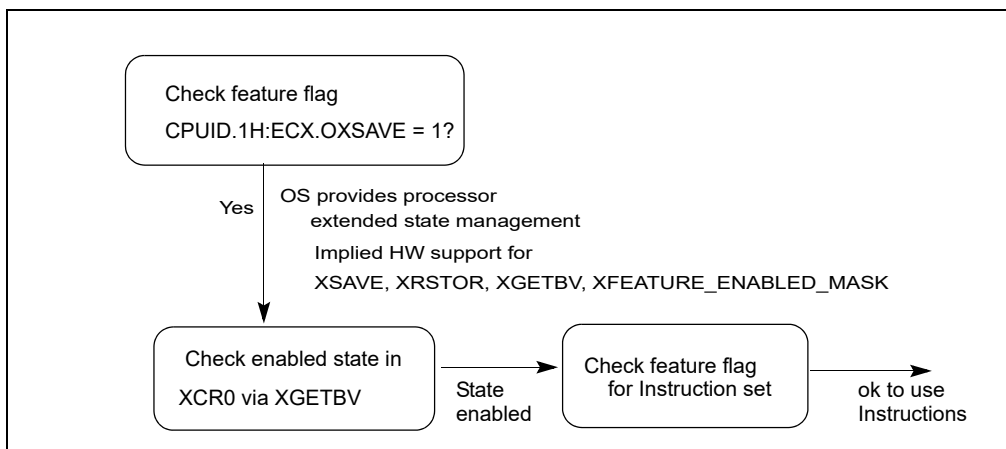 Check feature flag
CPUID.1H:ECX.OXSAVE = 1?
Yes
OS provides processor
extended state management
Implied HW support for
XSAVE, XRSTOR, XGETBV, XFEATURE_ENABLED_MASK
Check enabled state in
XCR0 via XGETBV
State
enabled
Check feature flag
for Instruction set
ok to use
Instructions